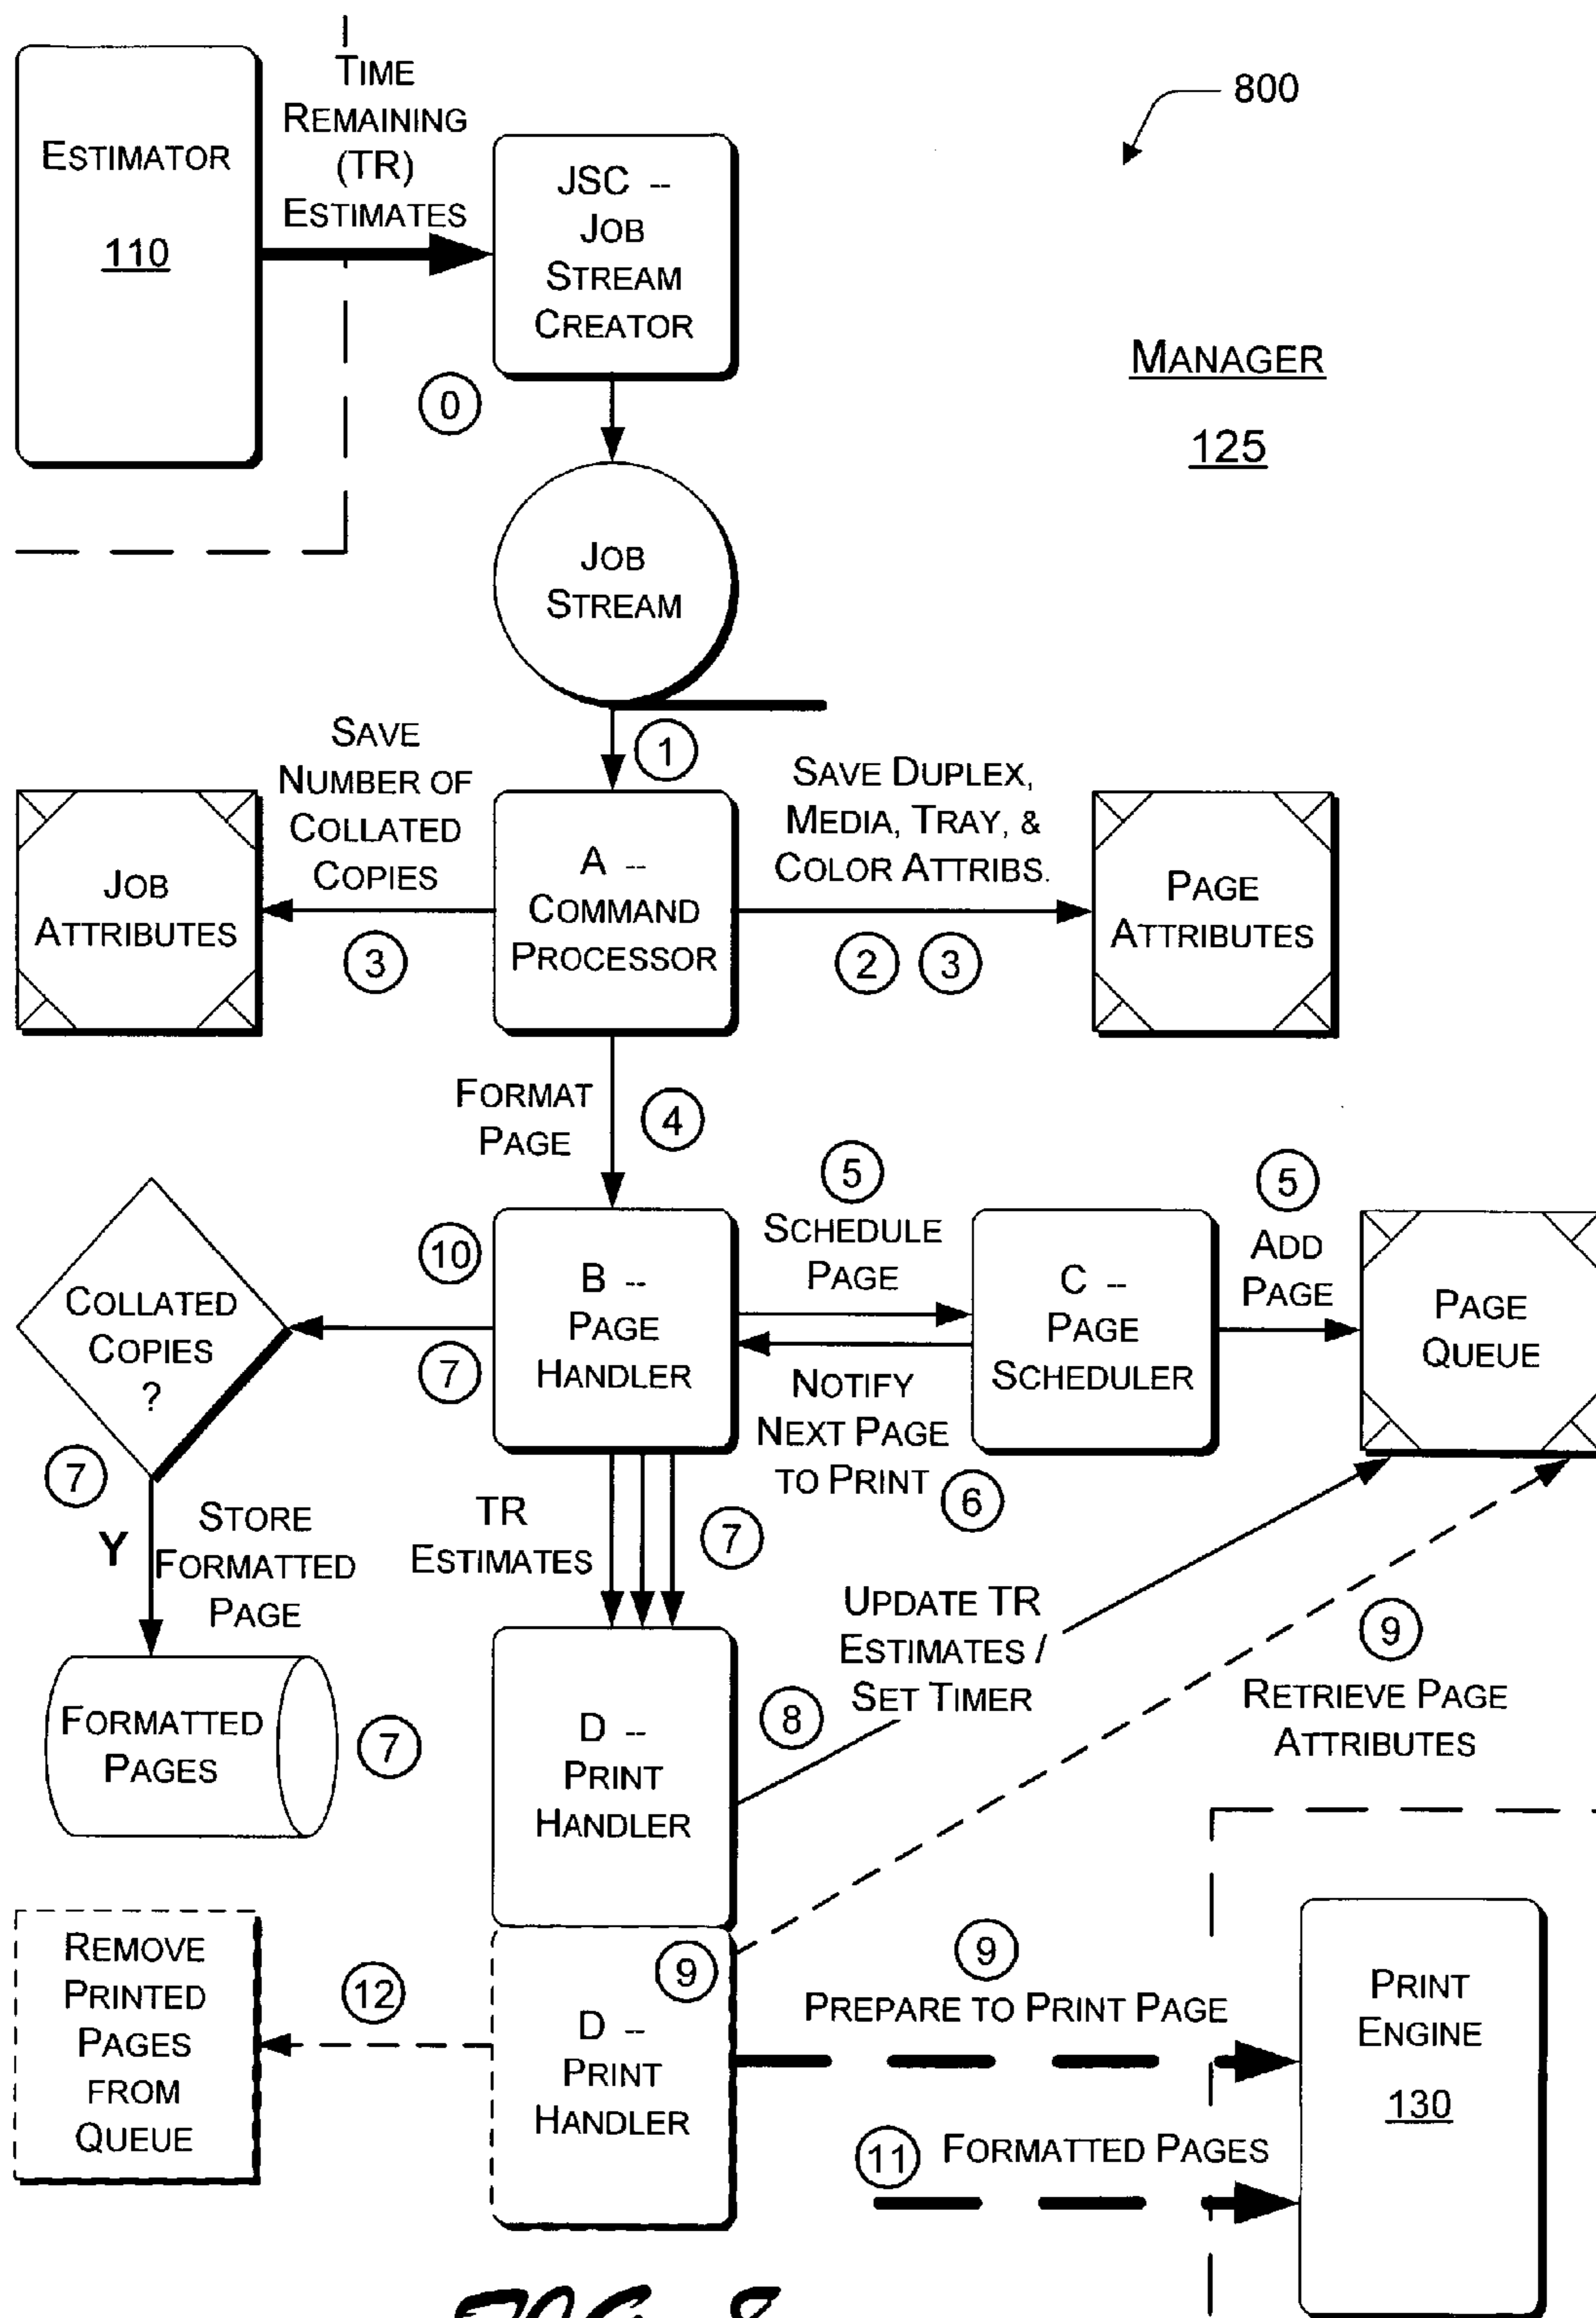 TIME
REMAINING
(TR)
ESTIMATES
800
ESTIMATOR
110
JSC --
JOB
STREAM
CREATOR
MANAGER
125
0
JOB
STREAM
1
SAVE
NUMBER OF
COLLATED
COPIES
SAVE DUPLEX,
MEDIA, TRAY, &
COLOR ATTRIBS.
JOB
ATTRIBUTES
3
A --
COMMAND
PROCESSOR
2
3
PAGE
ATTRIBUTES
FORMAT
PAGE
4
5
SCHEDULE
PAGE
5
ADD
PAGE
COLLATED
COPIES
?
10
7
B --
PAGE
HANDLER
C --
PAGE
SCHEDULER
PAGE
QUEUE
NOTIFY
NEXT PAGE
TO PRINT
6
7
Y
STORE
FORMATTED
PAGE
TR
ESTIMATES
7
UPDATE TR
ESTIMATES /
SET TIMER
8
9
RETRIEVE PAGE
ATTRIBUTES
FORMATTED
PAGES
7
D --
PRINT
HANDLER
REMOVE
PRINTED
PAGES
FROM
QUEUE
12
9
D --
PRINT
HANDLER
9
PREPARE TO PRINT PAGE
PRINT
ENGINE
130
11
FORMATTED PAGES
FIG. 8